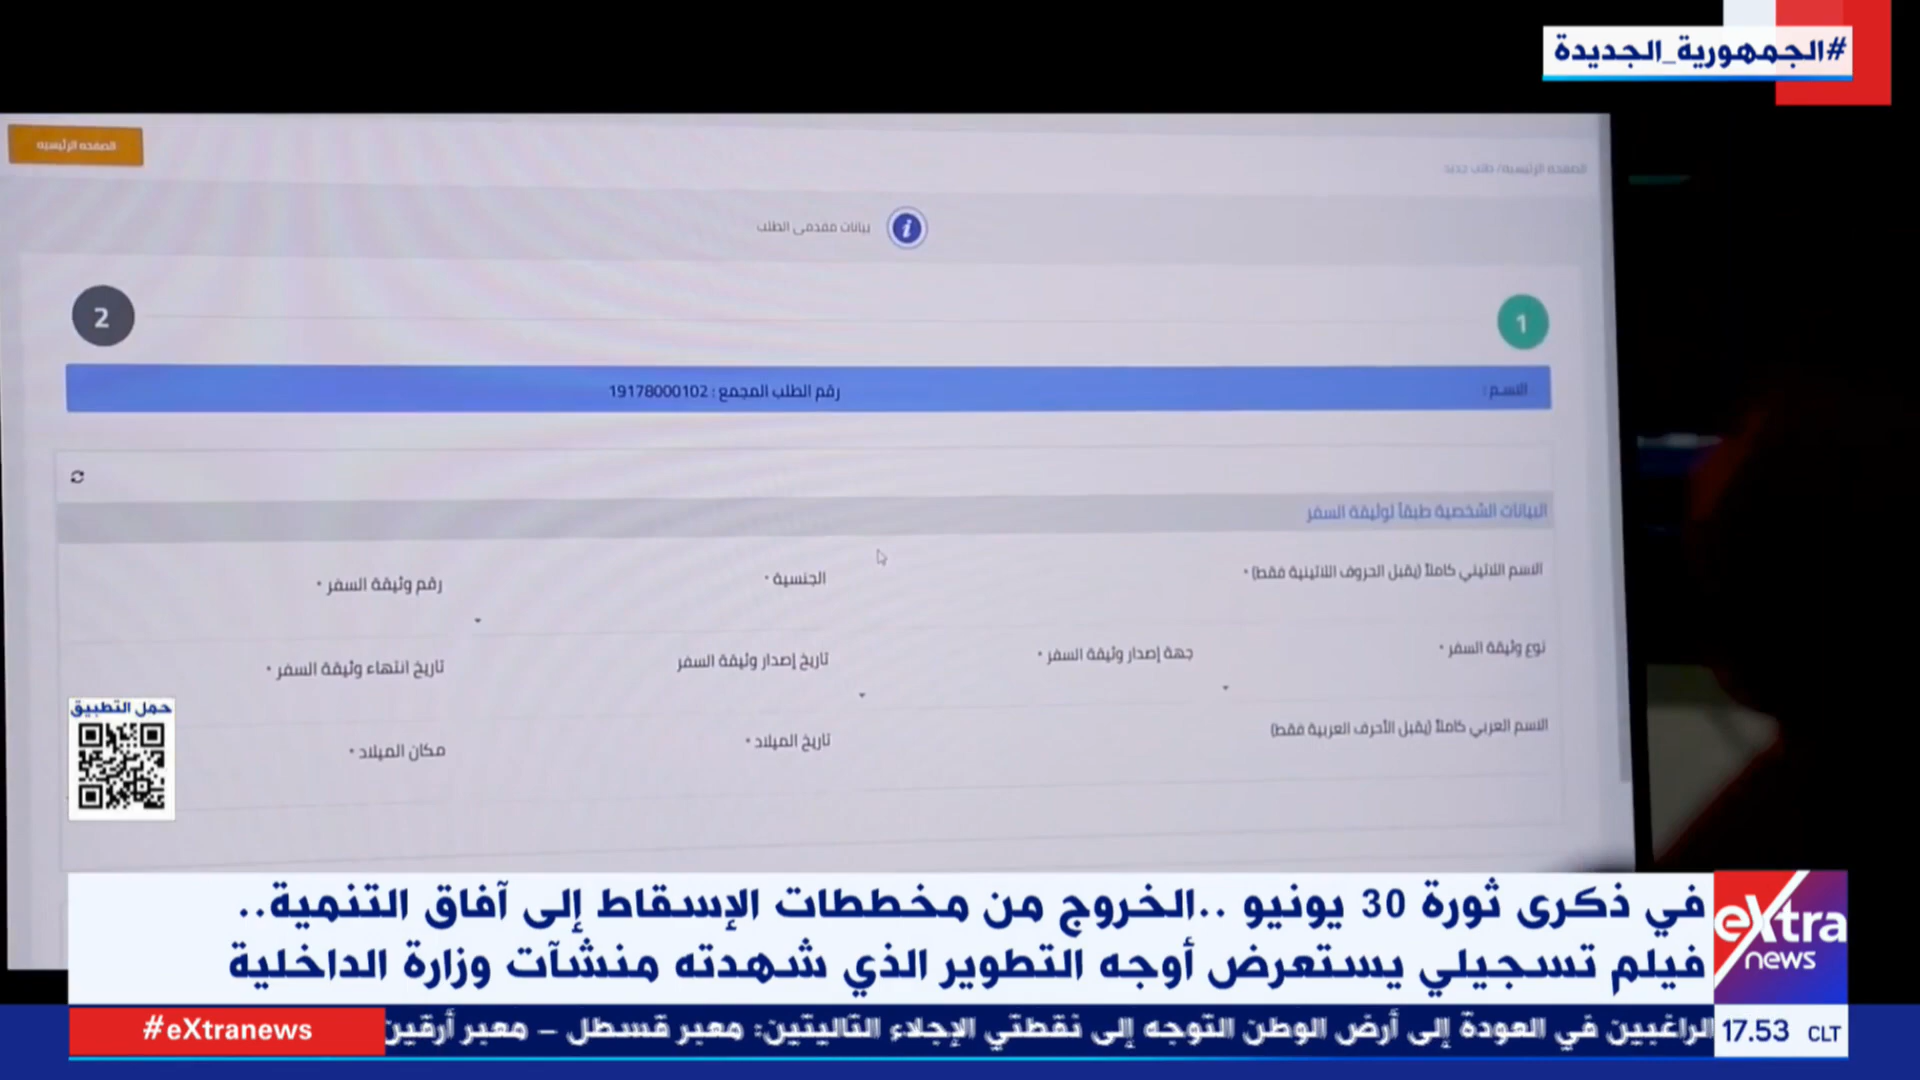 #الجمهورية_الجديدة
الصفحه الرئيسيه
الصفحه الرئيسيه/ طلب جديد
بيانات مقدمى الطلب
1
2
الاسم :
رقم الطلب المجمع : 19178000102
البيانات الشخصية طبقاً لوثيقة السفر
الاسم اللاتيني كاملاً (يقبل الحروف اللاتينية فقط) *
الجنسية *
رقم وثيقة السفر *
نوع وثيقة السفر *
جهة إصدار وثيقة السفر *
تاريخ إصدار وثيقة السفر
تاريخ انتهاء وثيقة السفر *
الاسم العربي كاملاً (يقبل الأحرف العربية فقط)
تاريخ الميلاد *
مكان الميلاد *
حمل التطبيق
في ذكرى ثورة 30 يونيو ..الخروج من مخططات الإسقاط إلى آفاق التنمية..
فيلم تسجيلي يستعرض أوجه التطوير الذي شهدته منشآت وزارة الداخلية
eXtra
news
#eXtranews
الراغبين في العودة إلى أرض الوطن التوجه إلى نقطتي الإجلاء التاليتين: معبر قسطل – معبر أرقين
17.53 CLT